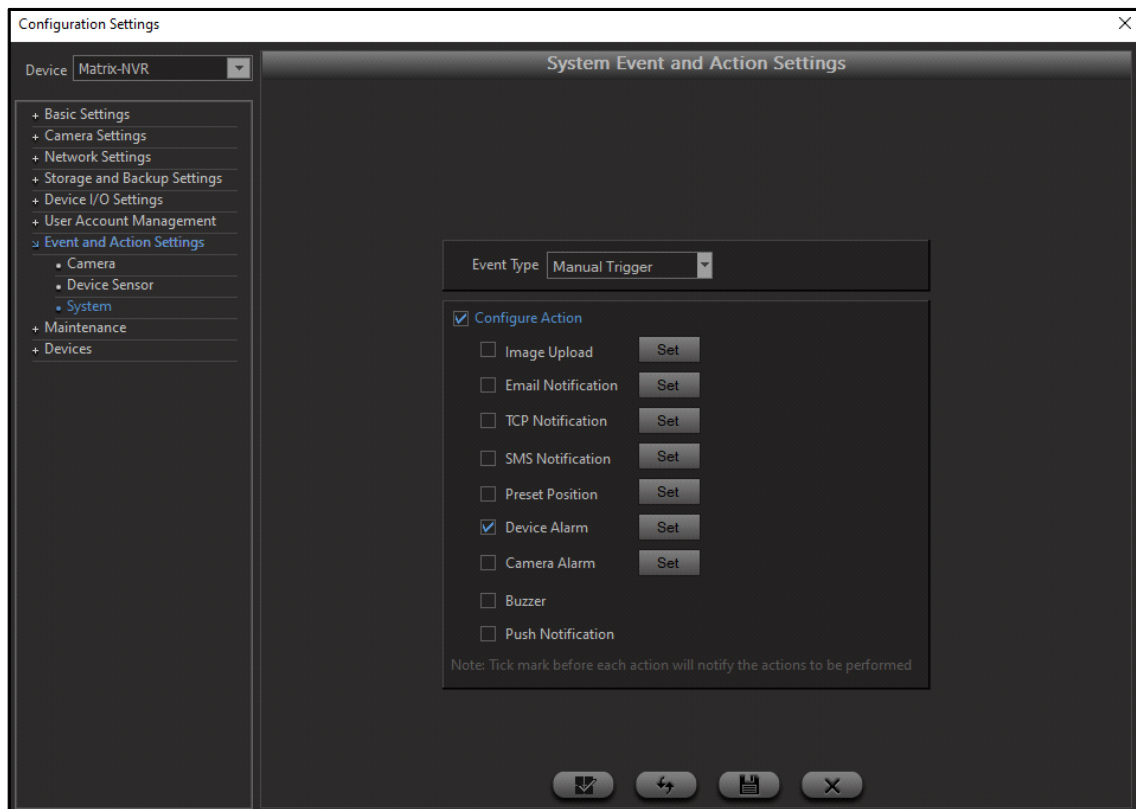 Configuration Settings
Device Matrix-NVR
System Event and Action Settings
+ Basic Settings
+ Camera Settings
+ Network Settings
+ Storage and Backup Settings
+ Device I/O Settings
+ User Account Management
Event and Action Settings
Camera
Device Sensor
System
+ Maintenance
+ Devices
Event Type Manual Trigger
Configure Action
Image Upload Set
Email Notification Set
TCP Notification Set
SMS Notification Set
Preset Position Set
Device Alarm Set
Camera Alarm Set
Buzzer
Push Notification
Note: Tick mark before each action will notify the actions to be performed